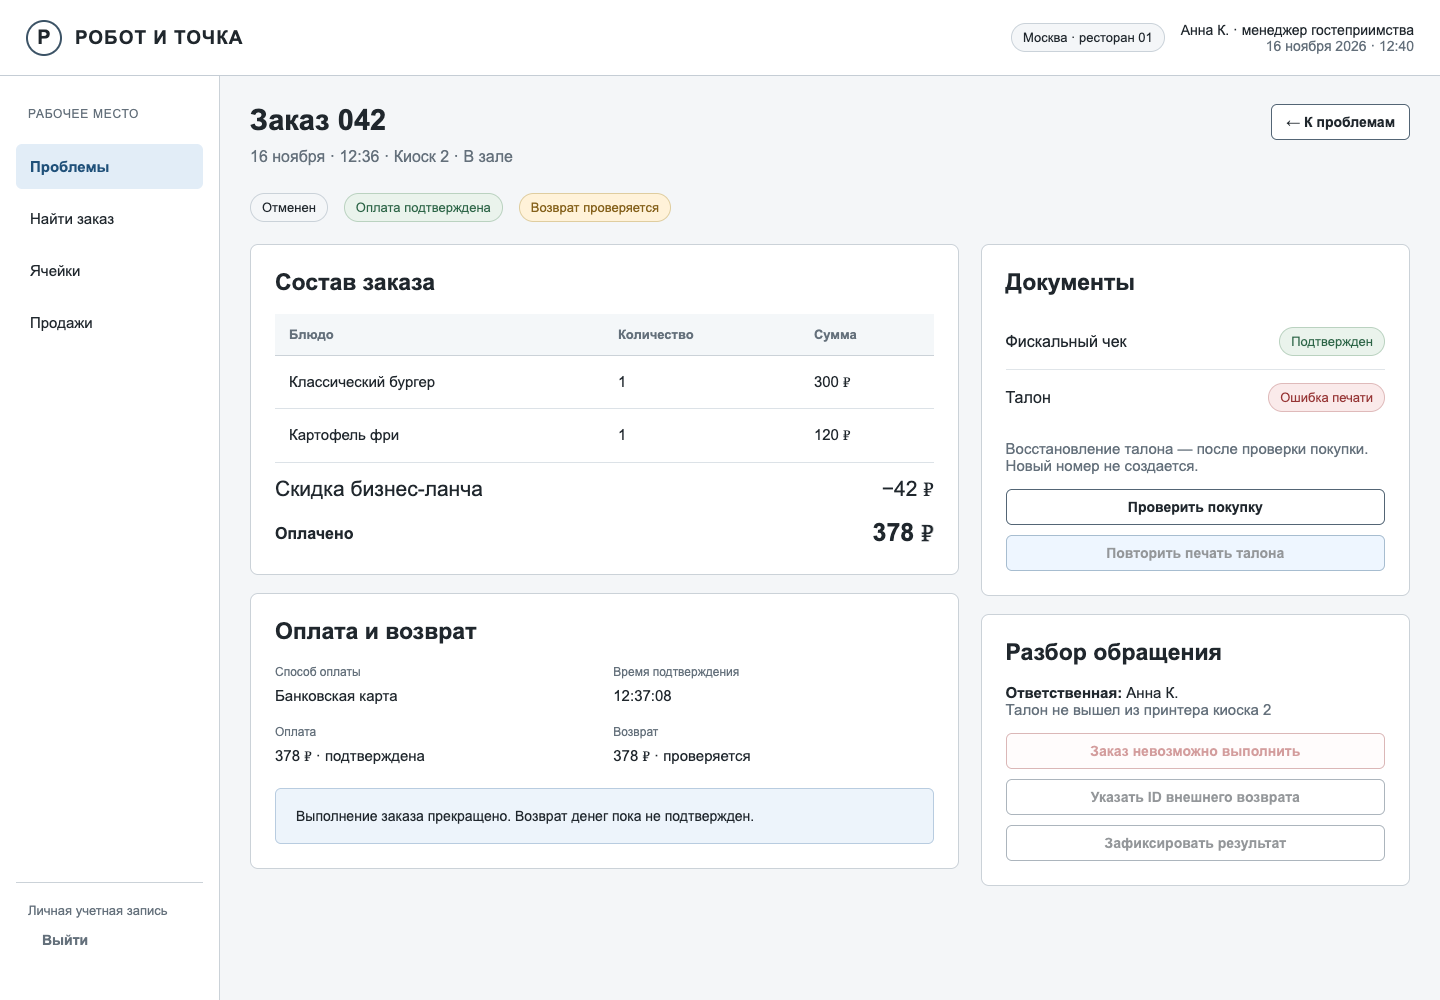 Р РОБОТ И ТОЧКА
Москва · ресторан 01
Анна К. · менеджер гостеприимства
16 ноября 2026 · 12:40
РАБОЧЕЕ МЕСТО
Проблемы
Найти заказ
Ячейки
Продажи
Личная учетная запись
Выйти
Заказ 042
← К проблемам
16 ноября · 12:36 · Киоск 2 · В зале
Отменен
Оплата подтверждена
Возврат проверяется
Состав заказа
Блюдо Количество Сумма
Классический бургер 1 300 ₽
Картофель фри 1 120 ₽
Скидка бизнес-ланча −42 ₽
Оплачено 378 ₽
Оплата и возврат
Способ оплаты Время подтверждения
Банковская карта 12:37:08
Оплата Возврат
378 ₽ · подтверждена 378 ₽ · проверяется
Выполнение заказа прекращено. Возврат денег пока не подтвержден.
Документы
Фискальный чек Подтвержден
Талон Ошибка печати
Восстановление талона — после проверки покупки.
Новый номер не создается.
Проверить покупку
Повторить печать талона
Разбор обращения
Ответственная: Анна К.
Талон не вышел из принтера киоска 2
Заказ невозможно выполнить
Указать ID внешнего возврата
Зафиксировать результат